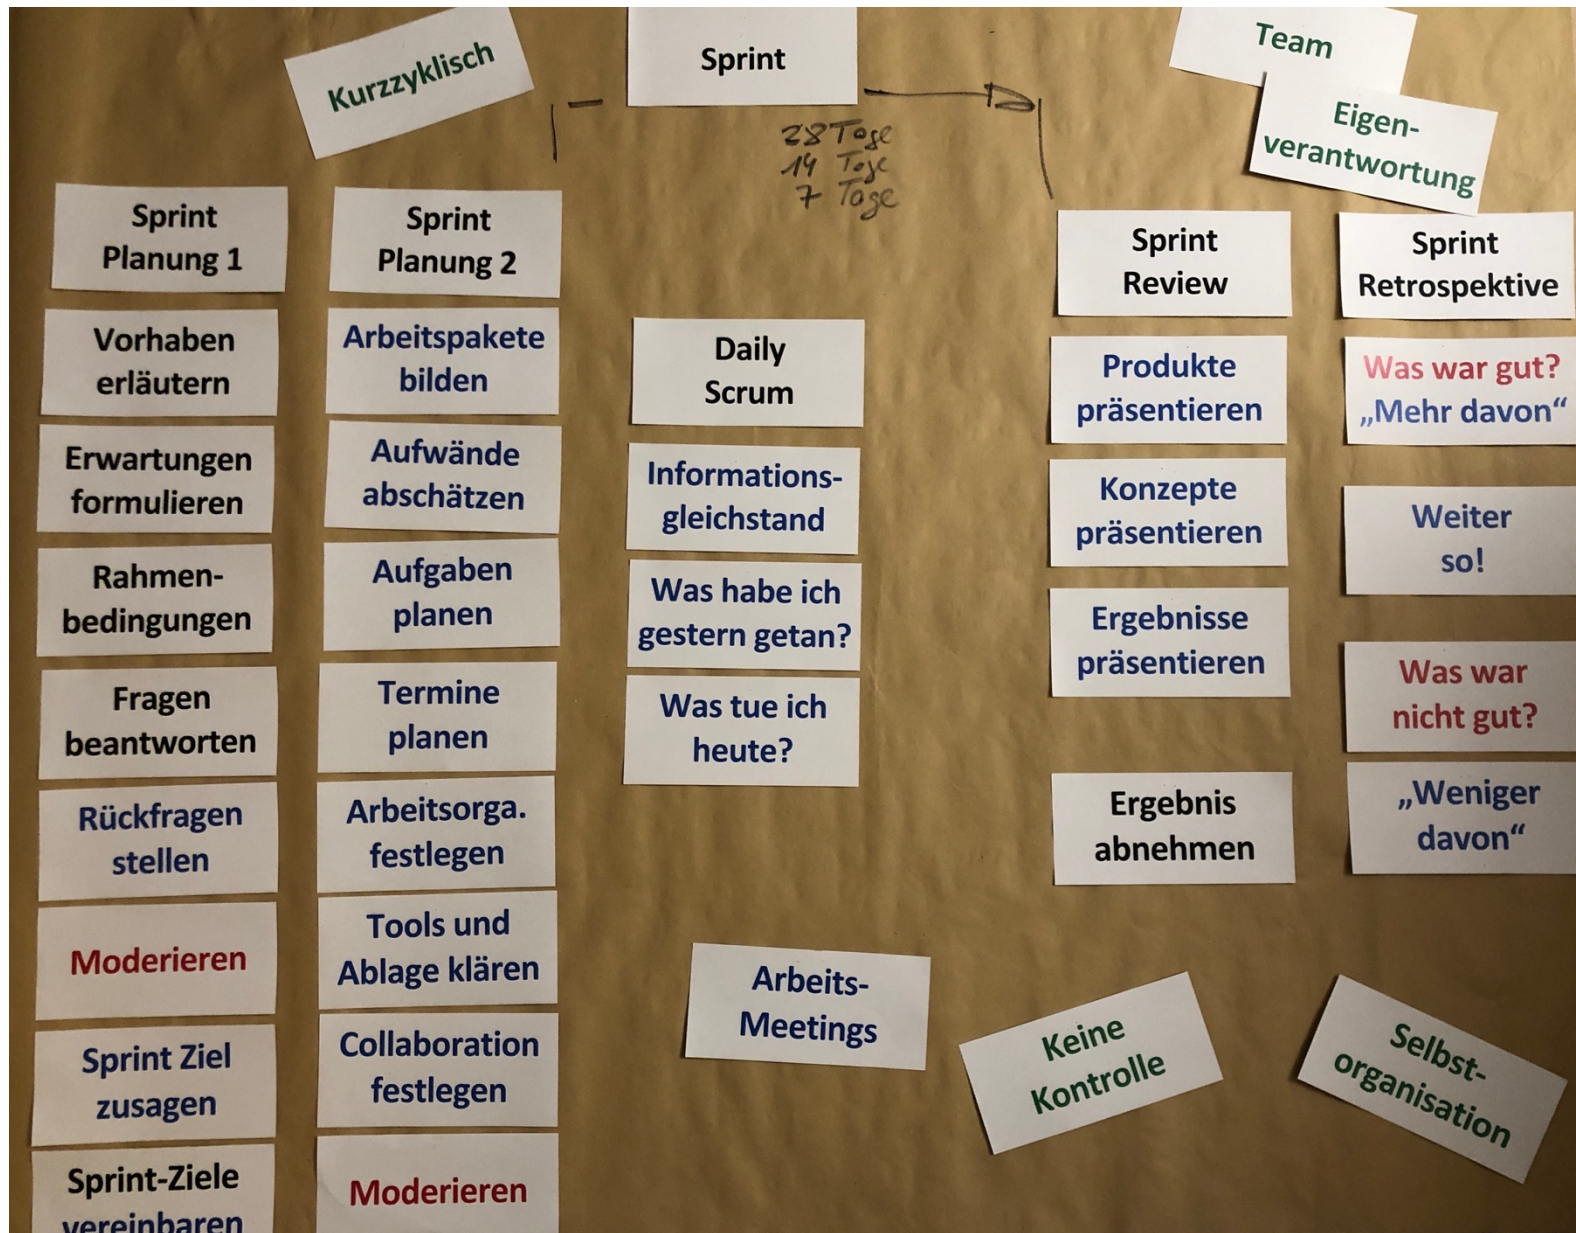 Kurzzyklisch
Sprint
28 Tage
14 Tage
7 Tage
Team
Eigen-
verantwortung
Sprint
Planung 1
Vorhaben
erläutern
Erwartungen
formulieren
Rahmen-
bedingungen
Fragen
beantworten
Rückfragen
stellen
Moderieren
Sprint Ziel
zusagen
Sprint-Ziele
vereinbaren
Sprint
Planung 2
Arbeitspakete
bilden
Aufwände
abschätzen
Aufgaben
planen
Termine
planen
Arbeitsorga.
festlegen
Tools und
Ablage klären
Collaboration
festlegen
Moderieren
Daily
Scrum
Informations-
gleichstand
Was habe ich
gestern getan?
Was tue ich
heute?
Arbeits-
Meetings
Sprint
Review
Produkte
präsentieren
Konzepte
präsentieren
Ergebnisse
präsentieren
Ergebnis
abnehmen
Sprint
Retrospektive
Was war gut?
„Mehr davon“
Weiter
so!
Was war
nicht gut?
„Weniger
davon“
Keine
Kontrolle
Selbst-
organisation